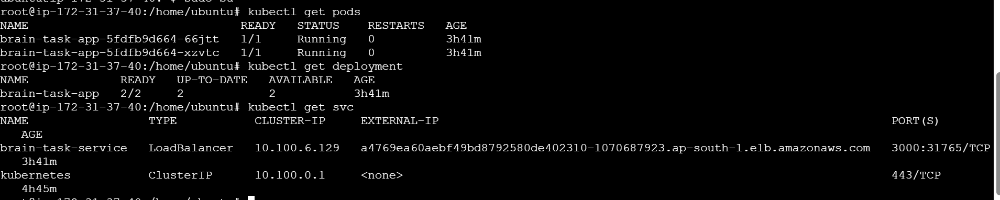 root@ip-172-31-37-40:/home/ubuntu# kubectl get pods
NAME                              READY   STATUS    RESTARTS   AGE
brain-task-app-5fdfb9d664-66jtt   1/1     Running   0          3h41m
brain-task-app-5fdfb9d664-xzvtc   1/1     Running   0          3h41m
root@ip-172-31-37-40:/home/ubuntu# kubectl get deployment
NAME             READY   UP-TO-DATE   AVAILABLE   AGE
brain-task-app   2/2     2            2           3h41m
root@ip-172-31-37-40:/home/ubuntu# kubectl get svc
NAME                 TYPE           CLUSTER-IP     EXTERNAL-IP                                                                PORT(S)
   AGE
brain-task-service   LoadBalancer   10.100.6.129   a4769ea60aebf49bd8792580de402310-1070687923.ap-south-1.elb.amazonaws.com   3000:31765/TCP
   3h41m
kubernetes           ClusterIP      10.100.0.1     <none>                                                                     443/TCP
   4h45m